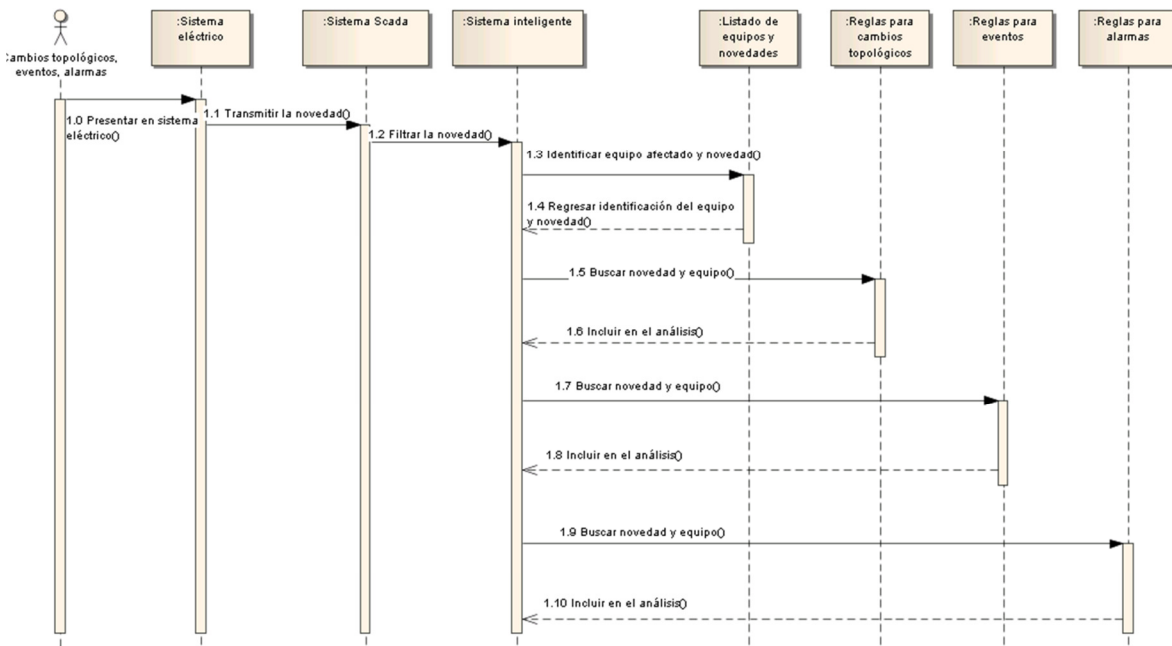 :Sistema
eléctrico
:Sistema Scada
:Sistema inteligente
:Listado de
equipos y
novedades
:Reglas para
cambios
topológicos
:Reglas para
eventos
:Reglas para
alarmas
Cambios topológicos,
eventos, alarmas
1.0 Presentar en sistema
eléctrico()
1.1 Transmitir la novedad()
1.2 Filtrar la novedad()
1.3 Identificar equipo afectado y novedad()
1.4 Regresar identificación del equipo
y novedad()
1.5 Buscar novedad y equipo()
1.6 Incluir en el análisis()
1.7 Buscar novedad y equipo()
1.8 Incluir en el análisis()
1.9 Buscar novedad y equipo()
1.10 Incluir en el análisis()